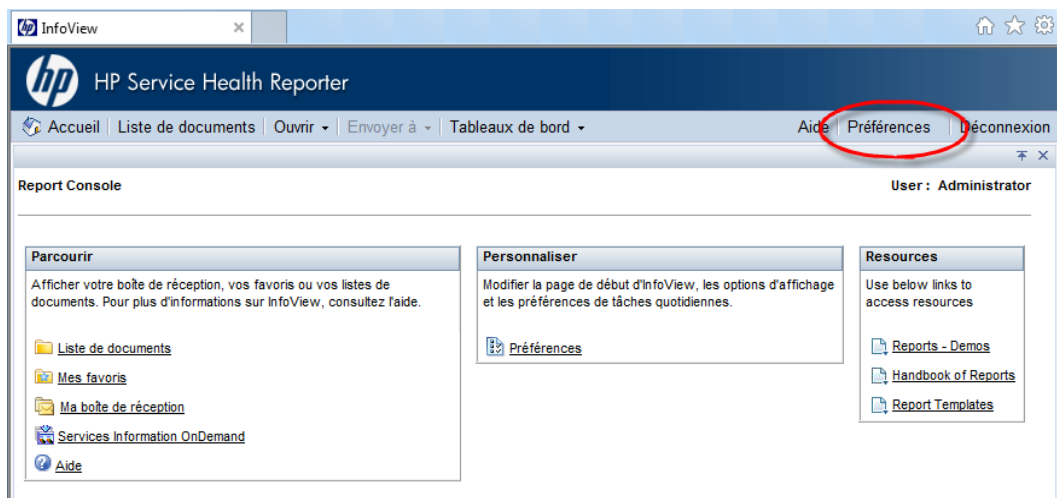 InfoView
hp HP Service Health Reporter
Accueil Liste de documents Ouvrir Envoyer à Tableaux de bord Aide Préférences Déconnexion
Report Console User : Administrator
Parcourir
Afficher votre boîte de réception, vos favoris ou vos listes de
documents. Pour plus d'informations sur InfoView, consultez l'aide.
Liste de documents
Mes favoris
Ma boîte de réception
Services Information OnDemand
Aide
Personnaliser
Modifier la page de début d'InfoView, les options d'affichage
et les préférences de tâches quotidiennes.
Préférences
Resources
Use below links to
access resources
Reports - Demos
Handbook of Reports
Report Templates